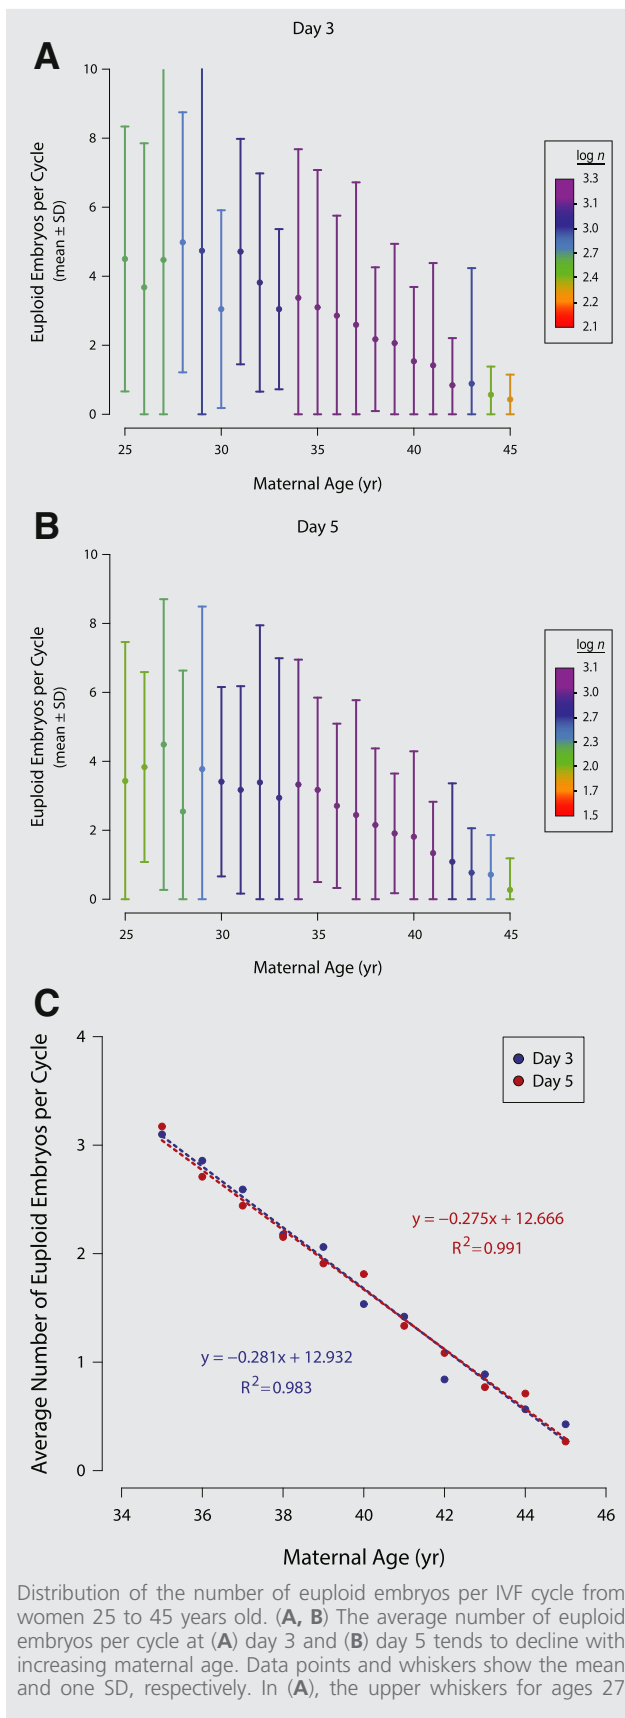 Day 3
A
10
8
6
4
2
0
Euploid Embryos per Cycle
(mean ± SD)
25 30 35 40 45
Maternal Age (yr)
log n
3.3
3.1
3.0
2.7
2.4
2.2
2.1
B
Day 5
10
8
6
4
2
0
Euploid Embryos per Cycle
(mean ± SD)
25 30 35 40 45
Maternal Age (yr)
log n
3.1
3.0
2.7
2.3
2.0
1.7
1.5
C
4
3
2
1
0
Average Number of Euploid Embryos per Cycle
Day 3
Day 5
y = −0.275x + 12.666
R2=0.991
y = −0.281x + 12.932
R2=0.983
34 36 38 40 42 44 46
Maternal Age (yr)
Distribution of the number of euploid embryos per IVF cycle from
women 25 to 45 years old. (A, B) The average number of euploid
embryos per cycle at (A) day 3 and (B) day 5 tends to decline with
increasing maternal age. Data points and whiskers show the mean
and one SD, respectively. In (A), the upper whiskers for ages 27